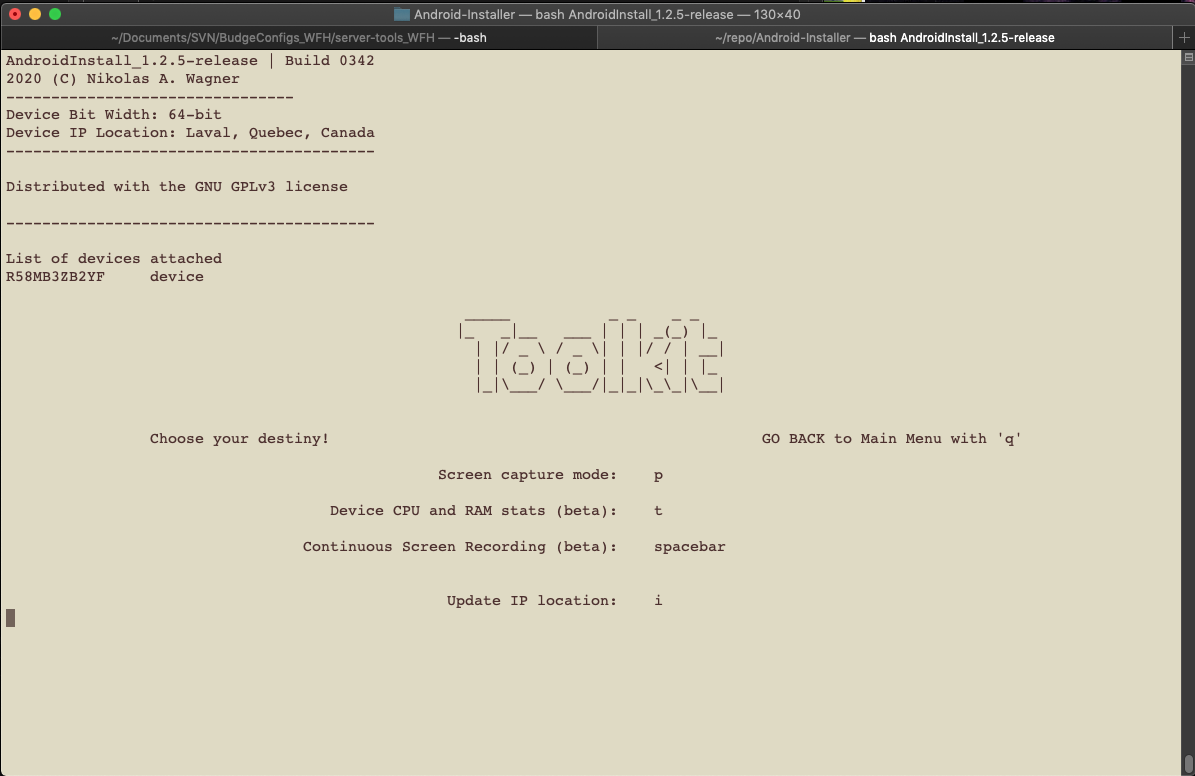 Android-Installer — bash AndroidInstall_1.2.5-release — 130×40
~/Documents/SVN/BudgeConfigs_WFH/server-tools_WFH — -bash
~/repo/Android-Installer — bash AndroidInstall_1.2.5-release
AndroidInstall_1.2.5-release | Build 0342
2020 (C) Nikolas A. Wagner
--------------------------------
Device Bit Width: 64-bit
Device IP Location: Laval, Quebec, Canada
-----------------------------------------
Distributed with the GNU GPLv3 license
-----------------------------------------
List of devices attached
R58MB3ZB2YF device
Toolkit
Choose your destiny! GO BACK to Main Menu with 'q'
Screen capture mode: p
Device CPU and RAM stats (beta): t
Continuous Screen Recording (beta): spacebar
Update IP location: i